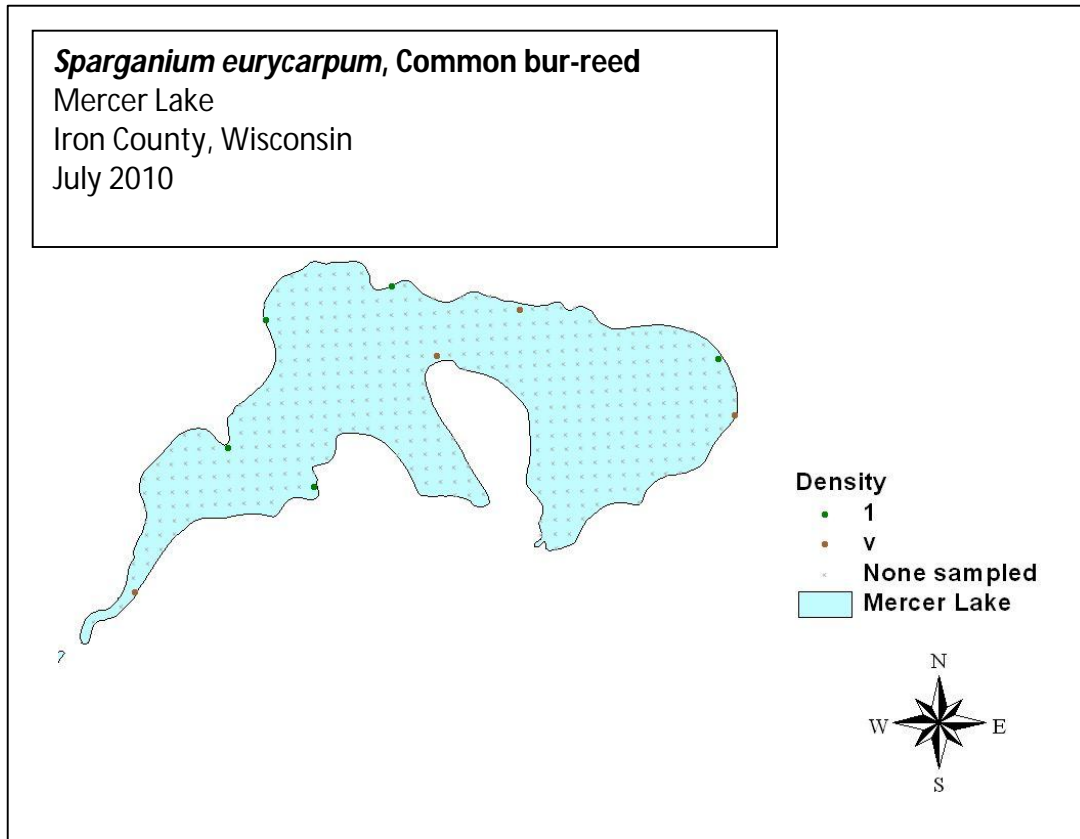 Sparganium eurycarpum, Common bur-reed
Mercer Lake
Iron County, Wisconsin
July 2010
Density
1
v
None sampled
Mercer Lake
N
W E
S